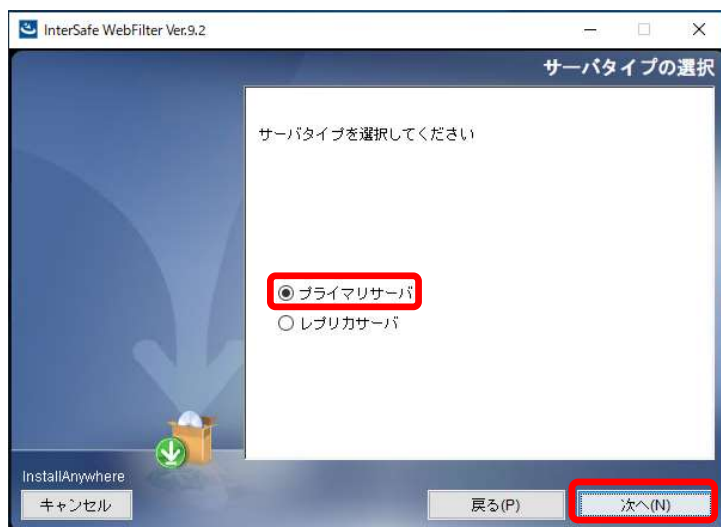 InterSafe WebFilter Ver.9.2
サーバタイプの選択
サーバタイプを選択してください
プライマリサーバ
レプリカサーバ
InstallAnywhere
キャンセル
戻る(P)
次へ(N)